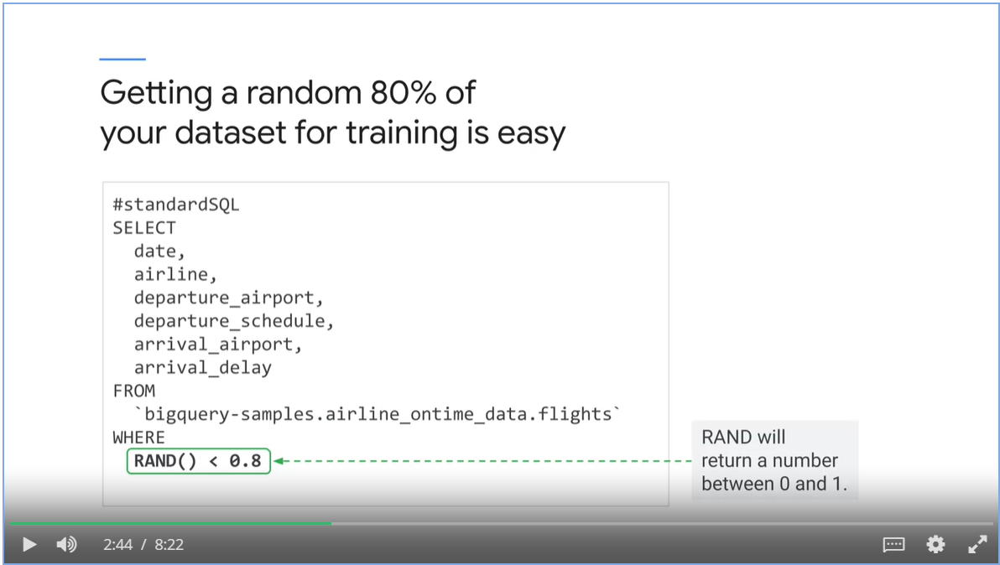 Getting a random 80% of
your dataset for training is easy
#standardSQL
SELECT
date,
airline,
departure_airport,
departure_schedule,
arrival_airport,
arrival_delay
FROM
`bigquery-samples.airline_ontime_data.flights`
WHERE
RAND() < 0.8
RAND will
return a number
between 0 and 1.
2:44 / 8:22